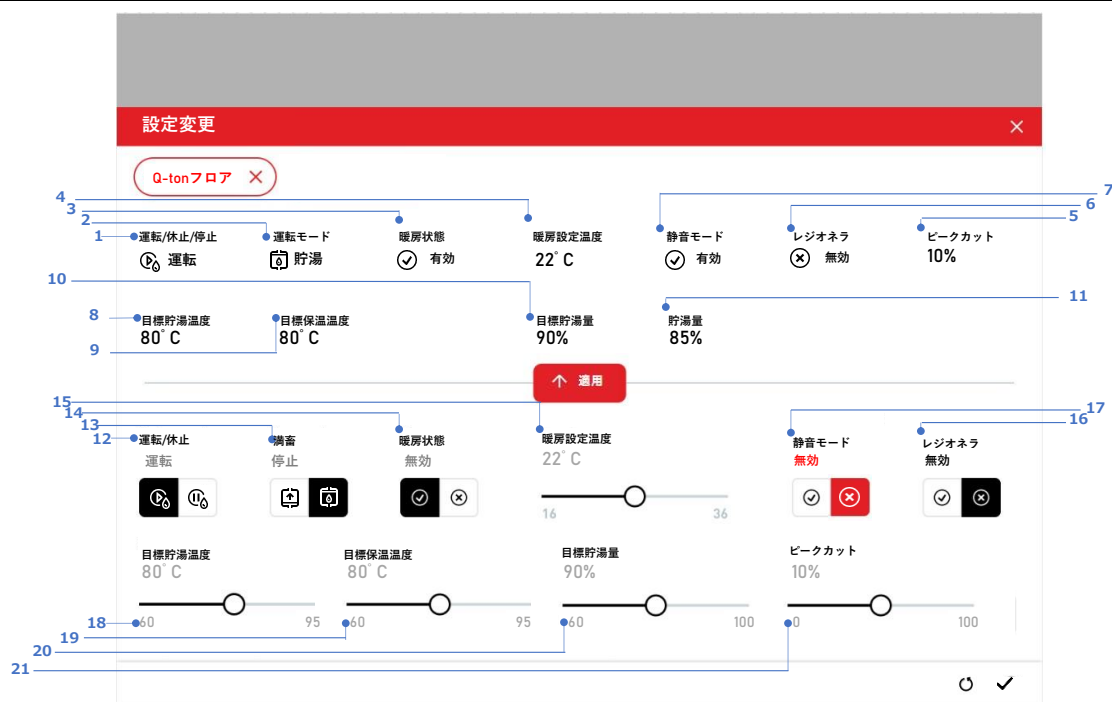 設定変更
Q-tonフロア
4
3
2
1
7
6
5
運転/休止/停止 運転モード 暖房状態 暖房設定温度 静音モード レジオネラ ピークカット
運転 貯湯 有効 22°C 有効 無効 10%
10
11
8
9
目標貯湯温度 目標保温温度 目標貯湯量 貯湯量
80°C 80°C 90% 85%
適用
15
14
13
12
17
16
運転/休止 満畜 暖房状態 暖房設定温度 静音モード レジオネラ
運転 停止 無効 22°C 無効 無効
16 36
目標貯湯温度 目標保温温度 目標貯湯量 ピークカット
80°C 80°C 90% 10%
18
60 95 60 95 60 100 0 100
19
20
21